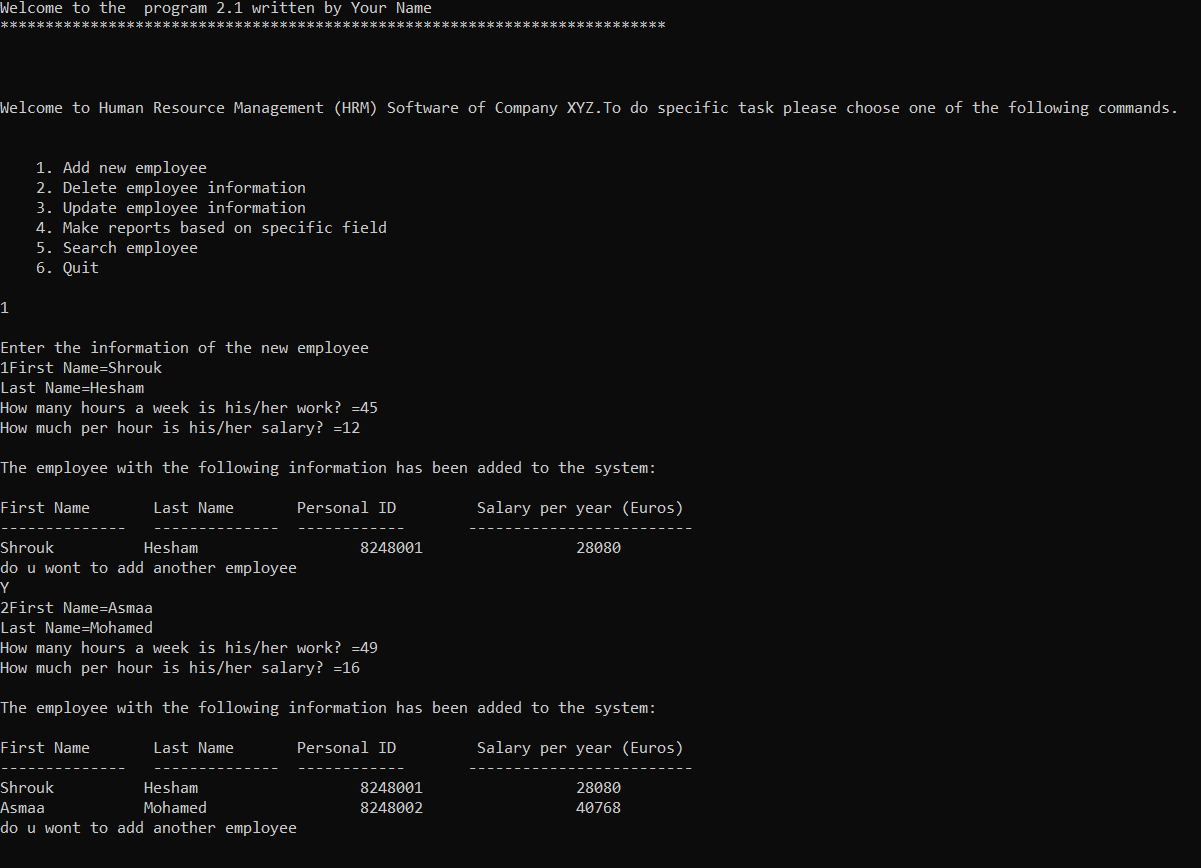 Welcome to the  program 2.1 written by Your Name
**************************************************************************
Welcome to Human Resource Management (HRM) Software of Company XYZ.To do specific task please choose one of the following commands.
1. Add new employee
2. Delete employee information
3. Update employee information
4. Make reports based on specific field
5. Search employee
6. Quit
1
Enter the information of the new employee
1First Name=Shrouk
Last Name=Hesham
How many hours a week is his/her work? =45
How much per hour is his/her salary? =12
The employee with the following information has been added to the system:
First Name       Last Name       Personal ID         Salary per year (Euros)
--------------   --------------  ------------       -------------------------
Shrouk          Hesham                  8248001                 28080
do u wont to add another employee
Y
2First Name=Asmaa
Last Name=Mohamed
How many hours a week is his/her work? =49
How much per hour is his/her salary? =16
The employee with the following information has been added to the system:
First Name       Last Name       Personal ID         Salary per year (Euros)
--------------   --------------  ------------       -------------------------
Shrouk          Hesham                  8248001                 28080
Asmaa           Mohamed                 8248002                 40768
do u wont to add another employee